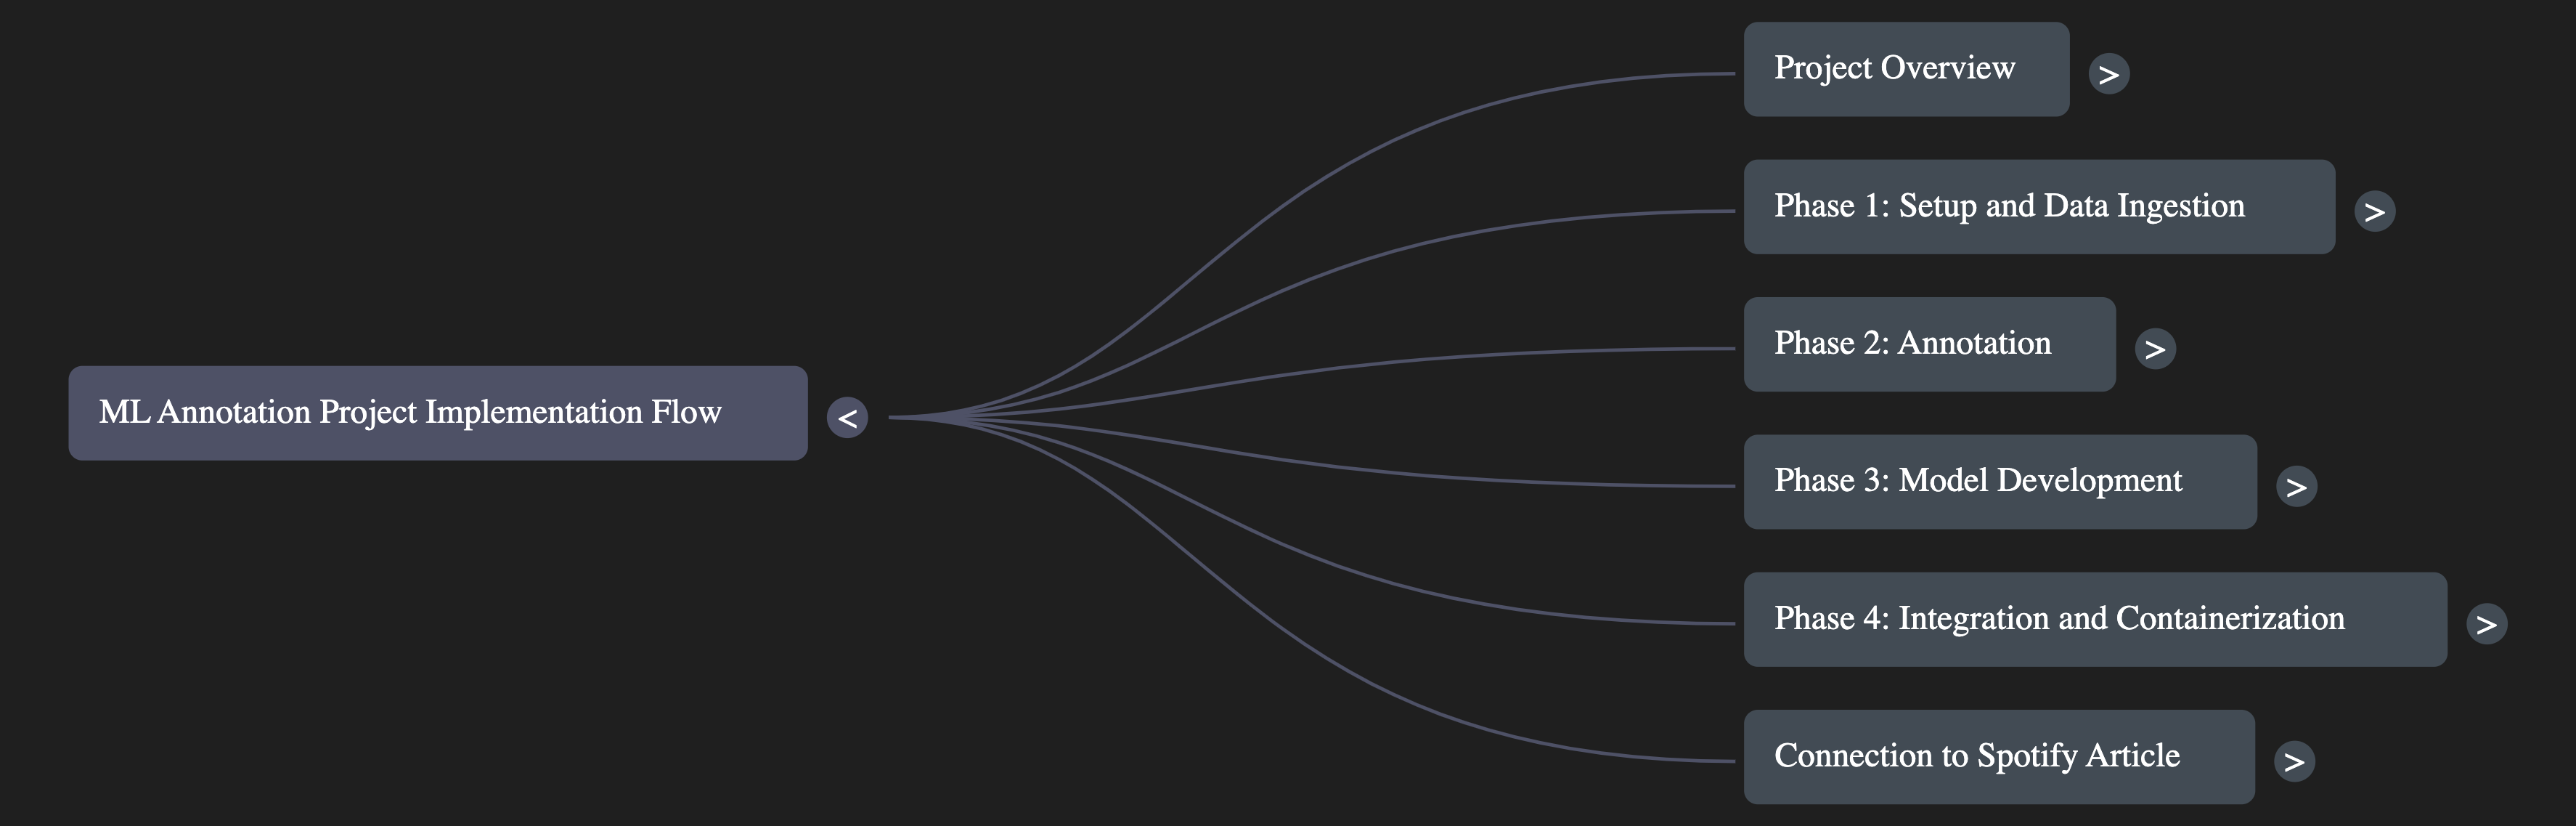 Project Overview
>
Phase 1: Setup and Data Ingestion
>
Phase 2: Annotation
>
ML Annotation Project Implementation Flow
<
Phase 3: Model Development
>
Phase 4: Integration and Containerization
>
Connection to Spotify Article
>